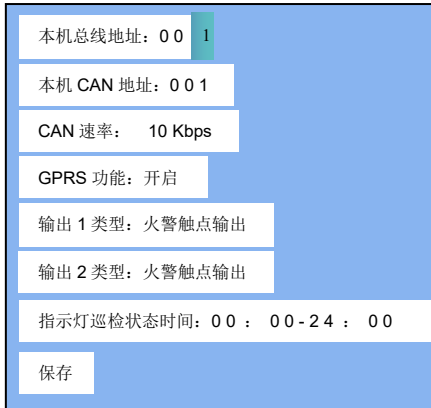 本机总线地址：0 0 1
本机 CAN 地址：0 0 1
CAN 速率： 10 Kbps
GPRS 功能：开启
输出 1 类型：火警触点输出
输出 2 类型：火警触点输出
指示灯巡检状态时间：0 0 ： 0 0 - 2 4 ： 0 0
保存